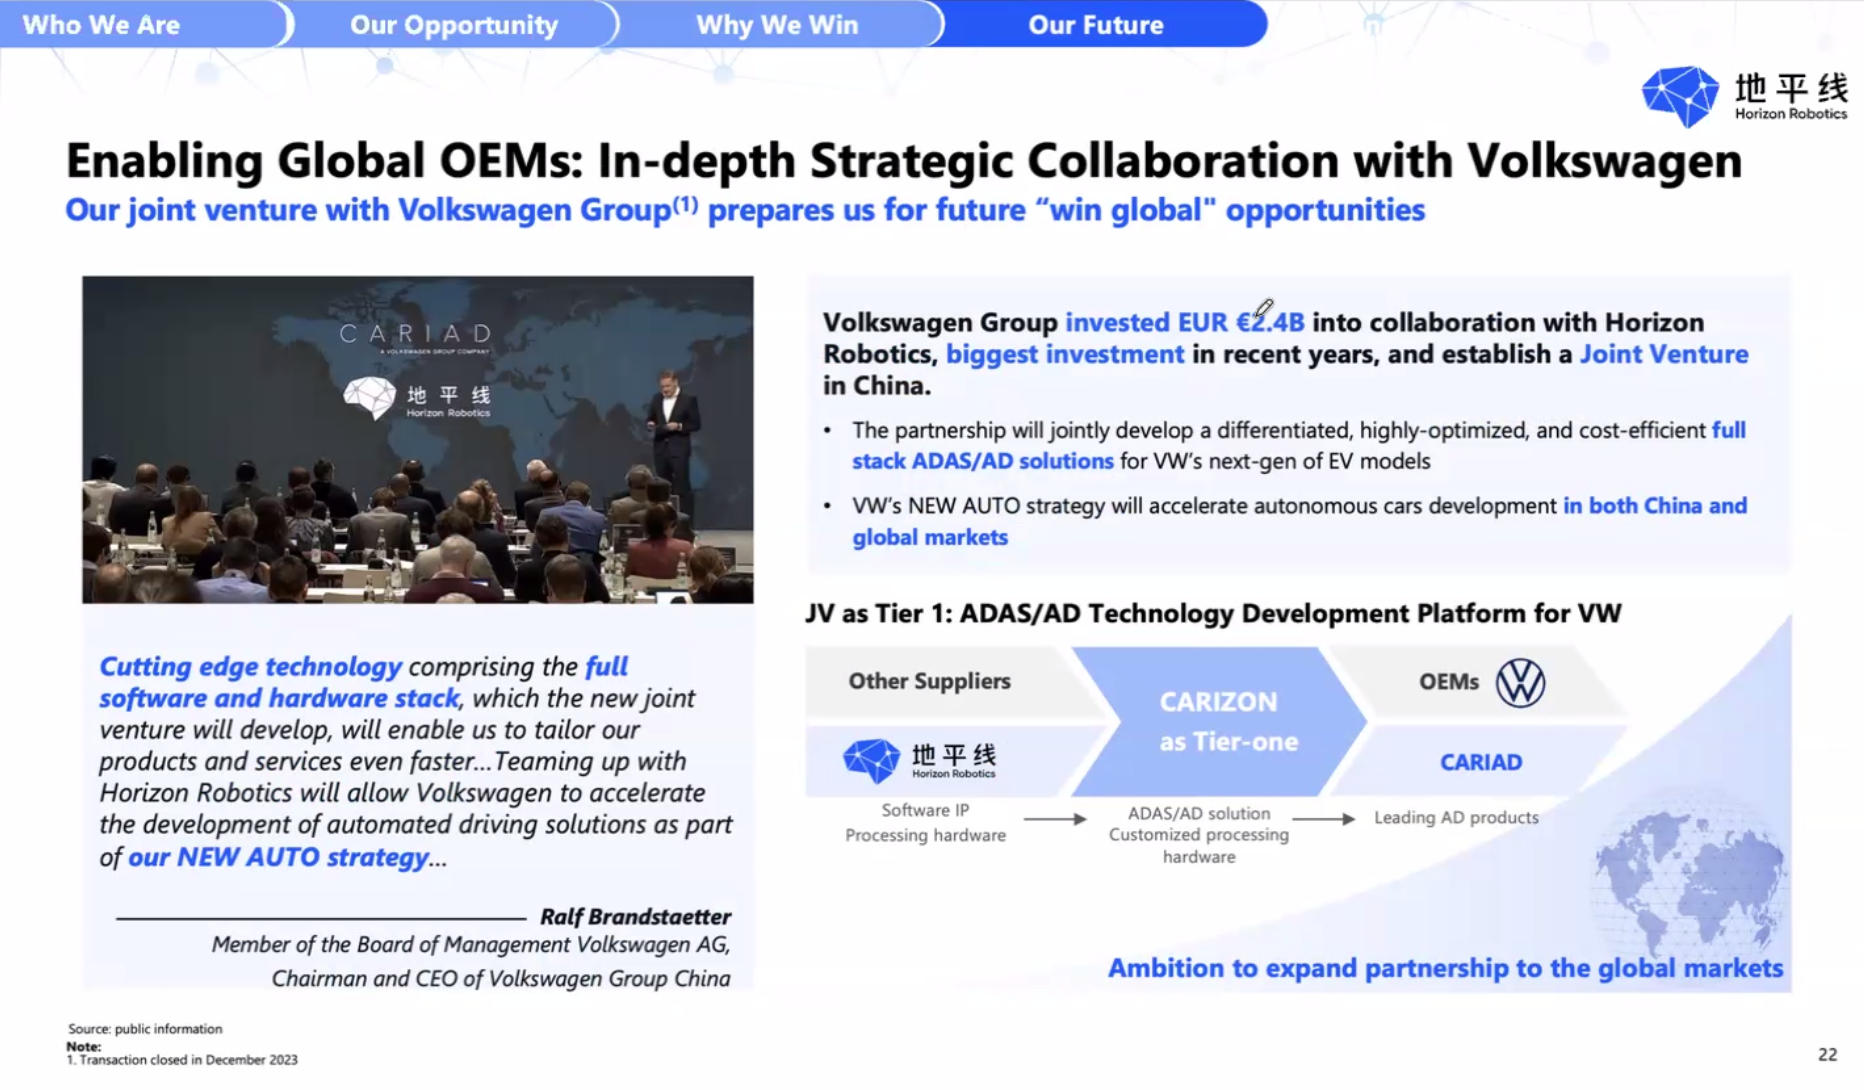 Who We Are
Our Opportunity
Why We Win
Our Future
地平线
Horizon Robotics
Enabling Global OEMs: In-depth Strategic Collaboration with Volkswagen
Our joint venture with Volkswagen Group(1) prepares us for future “win global" opportunities
CARIAD
A VOLKSWAGEN GROUP COMPANY
地平线
Horizon Robotics
Cutting edge technology comprising the full
software and hardware stack, which the new joint
venture will develop, will enable us to tailor our
products and services even faster...Teaming up with
Horizon Robotics will allow Volkswagen to accelerate
the development of automated driving solutions as part
of our NEW AUTO strategy...
Ralf Brandstaetter
Member of the Board of Management Volkswagen AG,
Chairman and CEO of Volkswagen Group China
Volkswagen Group invested EUR €2.4B into collaboration with Horizon
Robotics, biggest investment in recent years, and establish a Joint Venture
in China.
• The partnership will jointly develop a differentiated, highly-optimized, and cost-efficient full
stack ADAS/AD solutions for VW’s next-gen of EV models
• VW’s NEW AUTO strategy will accelerate autonomous cars development in both China and
global markets
JV as Tier 1: ADAS/AD Technology Development Platform for VW
Other Suppliers
地平线
Horizon Robotics
Software IP
Processing hardware
CARIZON
as Tier-one
ADAS/AD solution
Customized processing
hardware
OEMs
CARIAD
Leading AD products
Ambition to expand partnership to the global markets
Source: public information
Note:
1. Transaction closed in December 2023
22